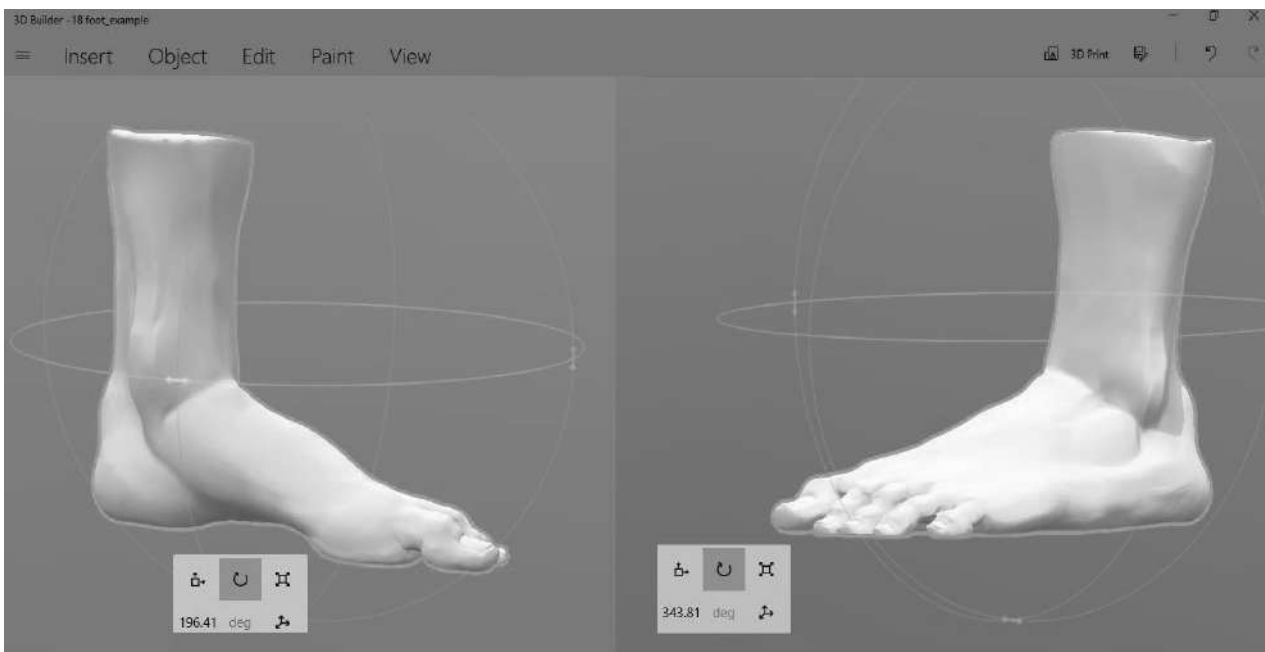 3D Builder - 18 foot_example
Insert Object Edit Paint View 3D Print
196.41 deg
343.81 deg